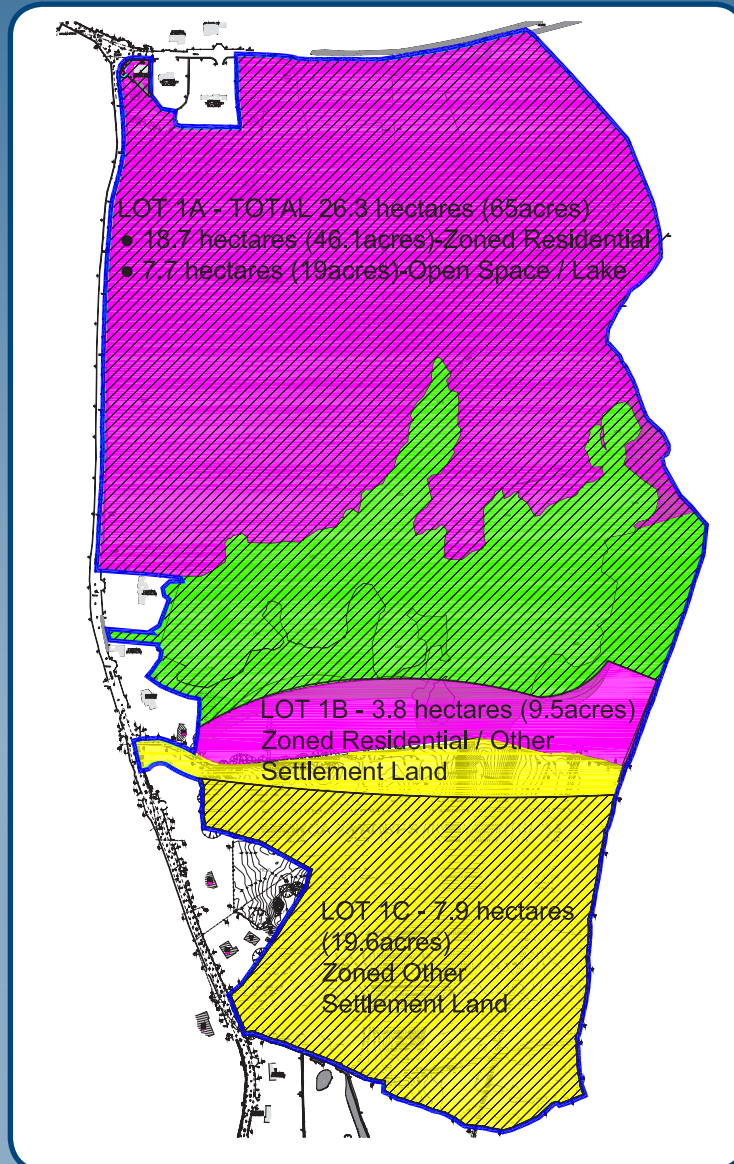 LOT 1A - TOTAL 26.3 hectares (65acres)
● 18.7 hectares (46.1acres)-Zoned Residential
● 7.7 hectares (19acres)-Open Space / Lake
LOT 1B - 3.8 hectares (9.5acres)
Zoned Residential / Other
Settlement Land
LOT 1C - 7.9 hectares
(19.6acres)
Zoned Other
Settlement Land